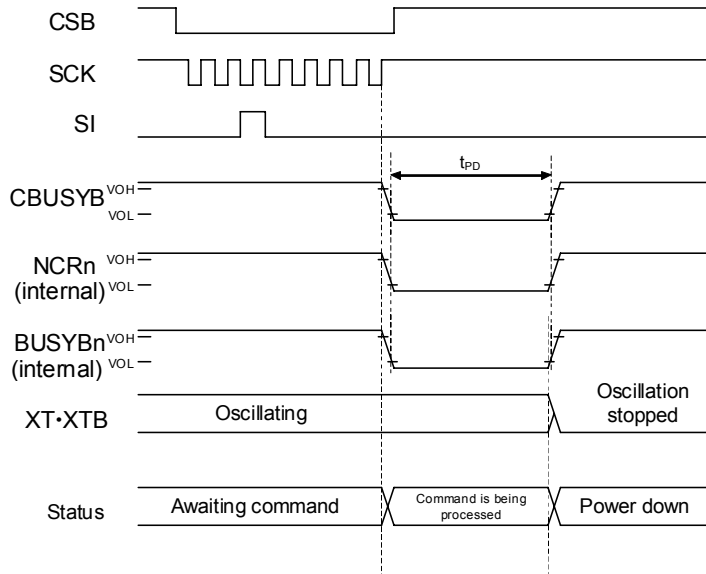 CSB
SCK
SI
tPD
CBUSYB
VOH
VOL
NCRn
(internal)
VOH
VOL
BUSYBn
(internal)
VOH
VOL
XT•XTB
Oscillating
Oscillation
stopped
Status
Awaiting command
Command is being
processed
Power down